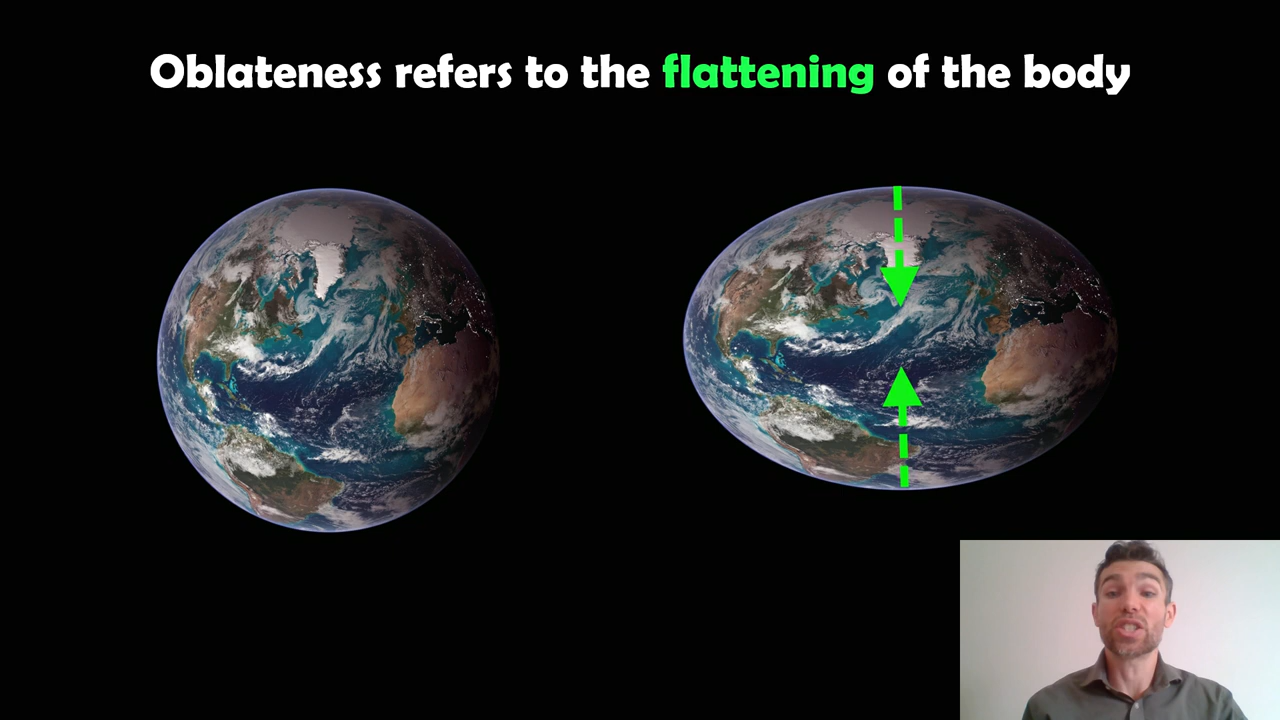 Oblateness refers to the flattening of the body